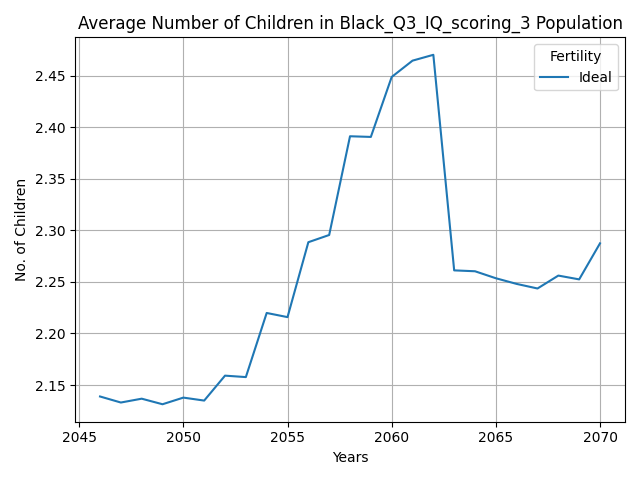 Average Number of Children in Black_Q3_IQ_scoring_3 Population
Fertility
Ideal
No. of Children
2.45
2.40
2.35
2.30
2.25
2.20
2.15
2045 2050 2055 2060 2065 2070
Years